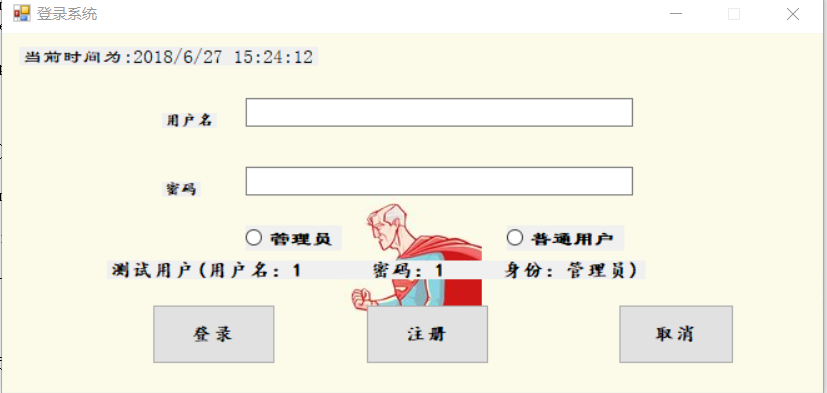 登录系统
当前时间为:2018/6/27 15:24:12
用户名
密码
管理员 普通用户
测试用户(用户名: 1 密码: 1 身份: 管理员)
登录 注册 取消